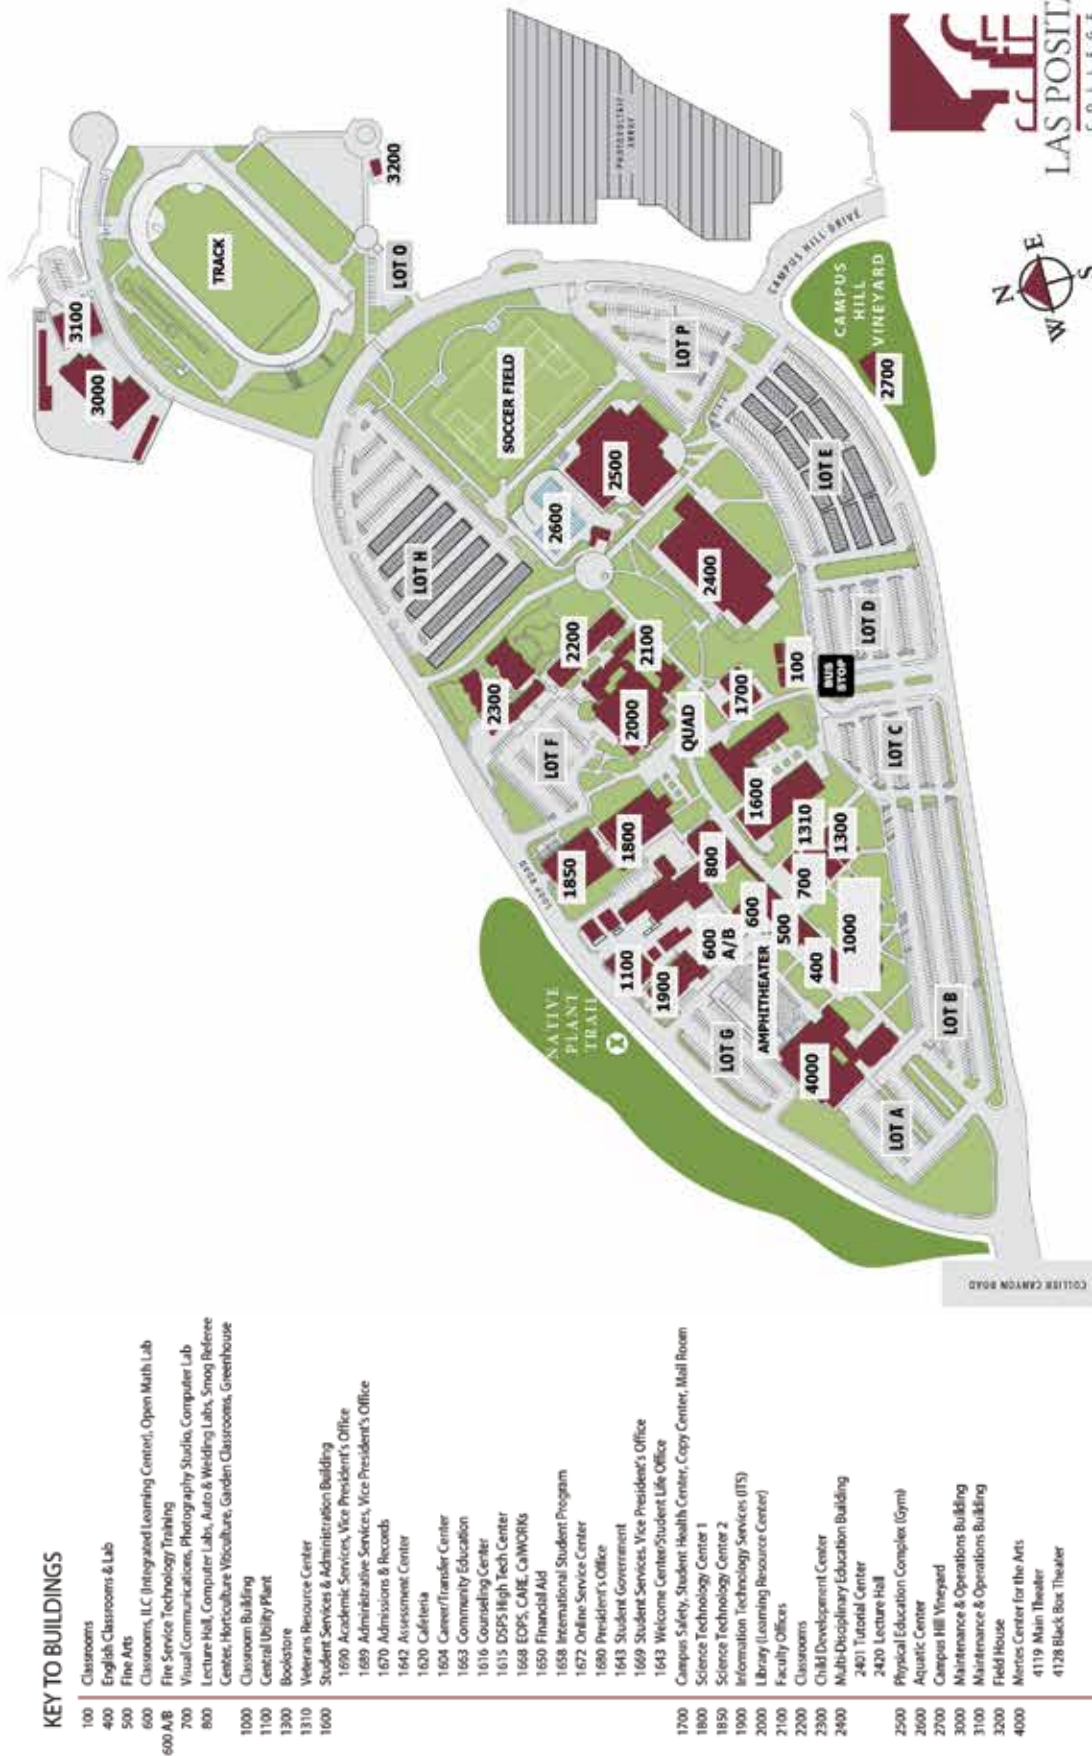 KEY TO BUILDINGS
100 Classrooms
400 English Classrooms & Lab
500 Fine Arts
600 Classrooms, ILC (Integrated Learning Center), Open Math Lab
600 A/B Fire Service Technology Training
700 Visual Communications, Photography Studio, Computer Lab
800 Lecture Hall, Computer Labs, Auto & Welding Labs, Smog Referee
Center, Horticulture Viticulture, Garden Classrooms, Greenhouse
1000 Classroom Building
1100 Central Utility Plant
1300 Bookstore
1310 Veterans Resource Center
1600 Student Services & Administration Building
1690 Academic Services, Vice President's Office
1689 Administrative Services, Vice President's Office
1670 Admissions & Records
1642 Assessment Center
1620 Cafeteria
1604 Career/Transfer Center
1663 Community Education
1616 Counseling Center
1615 DSPS High Tech Center
1668 EOPS, CARE, CalWORKs
1650 Financial Aid
1658 International Student Program
1672 Online Service Center
1680 President's Office
1643 Student Government
1669 Student Services, Vice President's Office
1643 Welcome Center/Student Life Office
1700 Campus Safety, Student Health Center, Copy Center, Mail Room
1800 Science Technology Center 1
1850 Science Technology Center 2
1900 Information Technology Services (ITS)
2000 Library (Learning Resource Center)
2100 Faculty Offices
2200 Classrooms
2300 Child Development Center
2400 Multi-Disciplinary Education Building
2401 Tutorial Center
2420 Lecture Hall
2500 Physical Education Complex (Gym)
2600 Aquatic Center
2700 Campus Hill Vineyard
3000 Maintenance & Operations Building
3100 Maintenance & Operations Building
3200 Field House
4000 Mertes Center for the Arts
4119 Main Theater
4128 Black Box Theater
3100
3000
TRACK
3200
LOT O
PHOTOVOLTAIC
ARRAY
LOT H
SOCCER FIELD
2600
2500
LOT P
CAMPUS HILL DRIVE
CAMPUS
HILL
VINEYARD
2700
2300
2200
2100
2400
LOT E
LOT F
2000
QUAD
1700
100
BUS
STOP
LOT D
LOOP ROAD
1850
1800
800
1600
1310
1300
LOT C
NATIVE
PLANT
TRAIL
1100
1900
600
A/B
600
700
500
400
1000
AMPHITHEATER
LOT G
4000
LOT B
LOT A
COLLIER CANYON ROAD
N
E
S
W
LAS POSITA